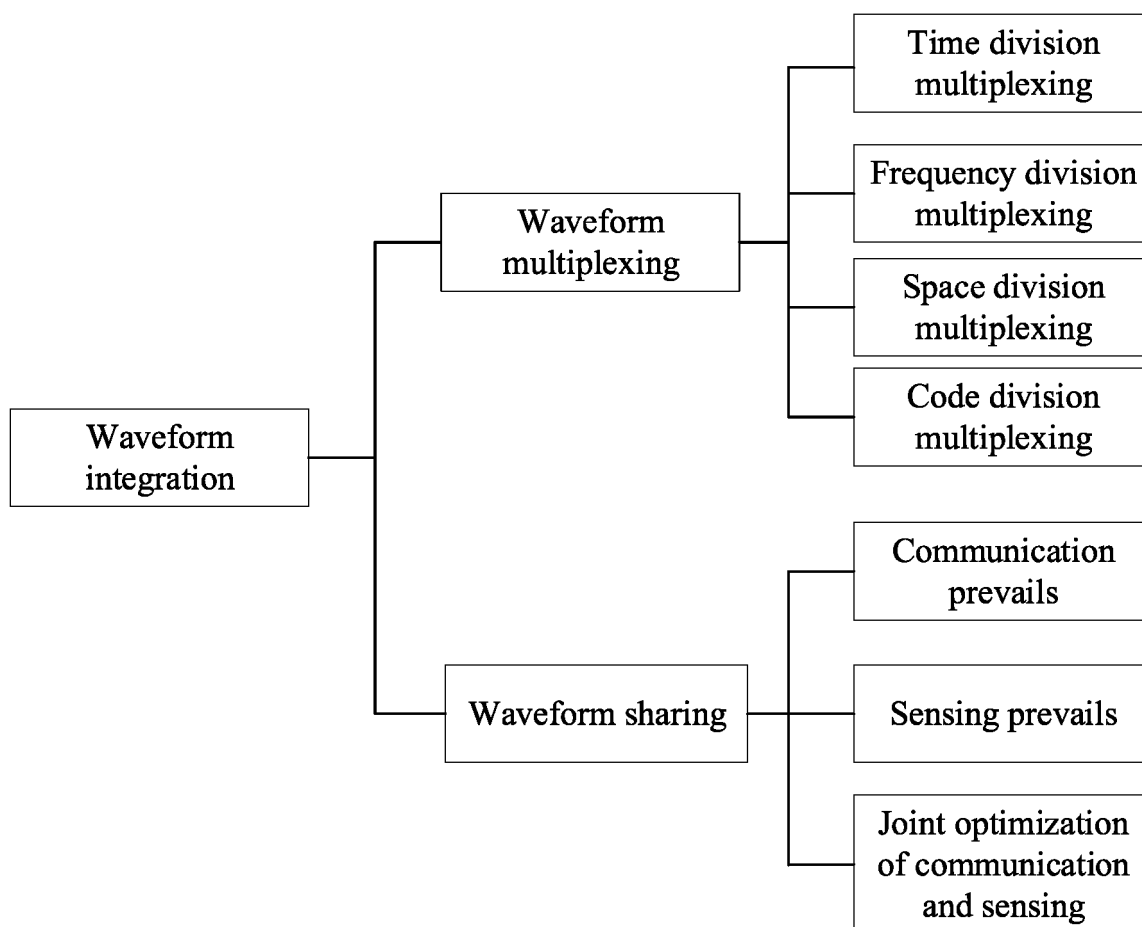 Time division
multiplexing
Frequency division
multiplexing
Waveform
multiplexing
Space division
multiplexing
Code division
multiplexing
Waveform
integration
Communication
prevails
Waveform sharing
Sensing prevails
Joint optimization
of communication
and sensing